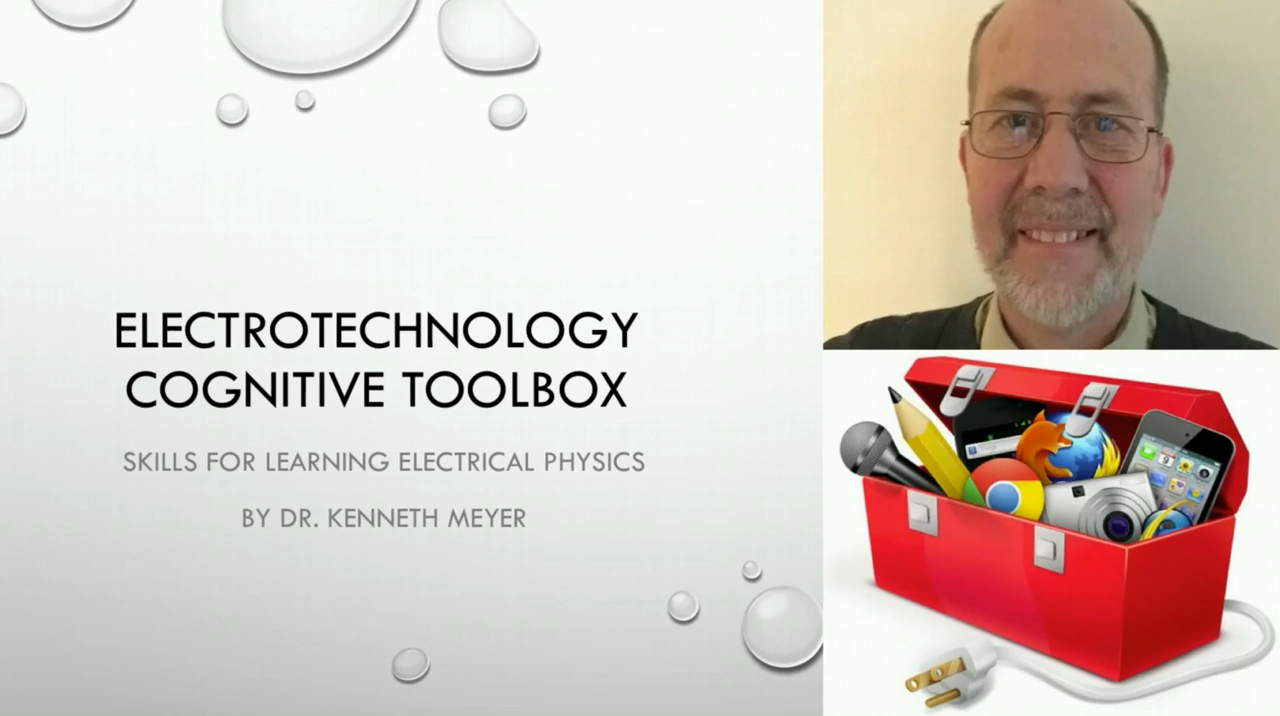 ELECTROTECHNOLOGY
COGNITIVE TOOLBOX
SKILLS FOR LEARNING ELECTRICAL PHYSICS
BY DR. KENNETH MEYER